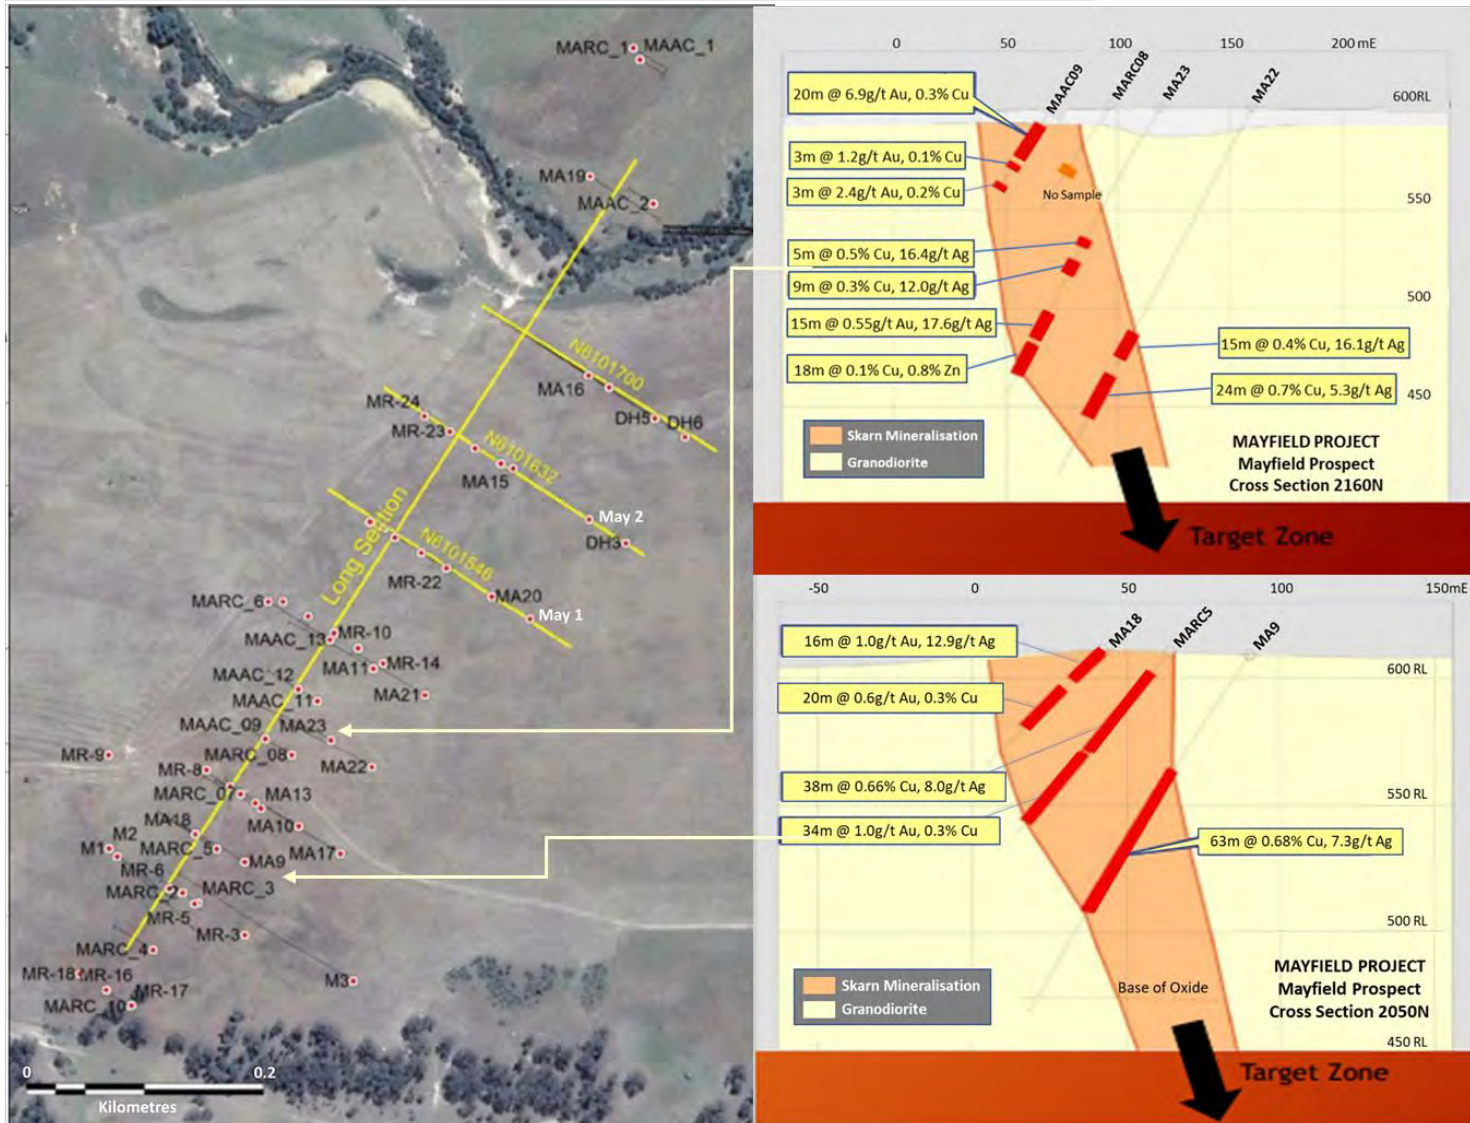 MARC_1
MAAC_1
MA19
MAAC_2
N6101700
MA16
DH5
DH6
MR-24
MR-23
N6101632
MA15
May 2
DH3
Long Section
N6101546
MR-22
MA20
May 1
MARC_6
MAAC_13
MR-10
MA11
MR-14
MAAC_12
MA21
MAAC_11
MAAC_09
MA23
MR-9
MARC_08
MR-8
MA22
MARC_07
MA13
MA18
MA10
M2
M1
MARC_5
MA17
MR-6
MA9
MARC_2
MARC_3
MR-5
MR-3
MARC_4
MR-18
MR-16
M3
MR-17
MARC_10
0
0.2
Kilometres
0
50
100
150
200 mE
MAAC09
MARC08
MA23
MA22
600RL
20m @ 6.9g/t Au, 0.3% Cu
3m @ 1.2g/t Au, 0.1% Cu
3m @ 2.4g/t Au, 0.2% Cu
No Sample
550
5m @ 0.5% Cu, 16.4g/t Ag
9m @ 0.3% Cu, 12.0g/t Ag
500
15m @ 0.55g/t Au, 17.6g/t Ag
15m @ 0.4% Cu, 16.1g/t Ag
18m @ 0.1% Cu, 0.8% Zn
24m @ 0.7% Cu, 5.3g/t Ag
450
Skarn Mineralisation
Granodiorite
MAYFIELD PROJECT
Mayfield Prospect
Cross Section 2160N
Target Zone
-50
0
50
100
150mE
MA18
MARC5
MA9
16m @ 1.0g/t Au, 12.9g/t Ag
600 RL
20m @ 0.6g/t Au, 0.3% Cu
38m @ 0.66% Cu, 8.0g/t Ag
550 RL
34m @ 1.0g/t Au, 0.3% Cu
63m @ 0.68% Cu, 7.3g/t Ag
500 RL
Skarn Mineralisation
Granodiorite
Base of Oxide
MAYFIELD PROJECT
Mayfield Prospect
Cross Section 2050N
450 RL
Target Zone